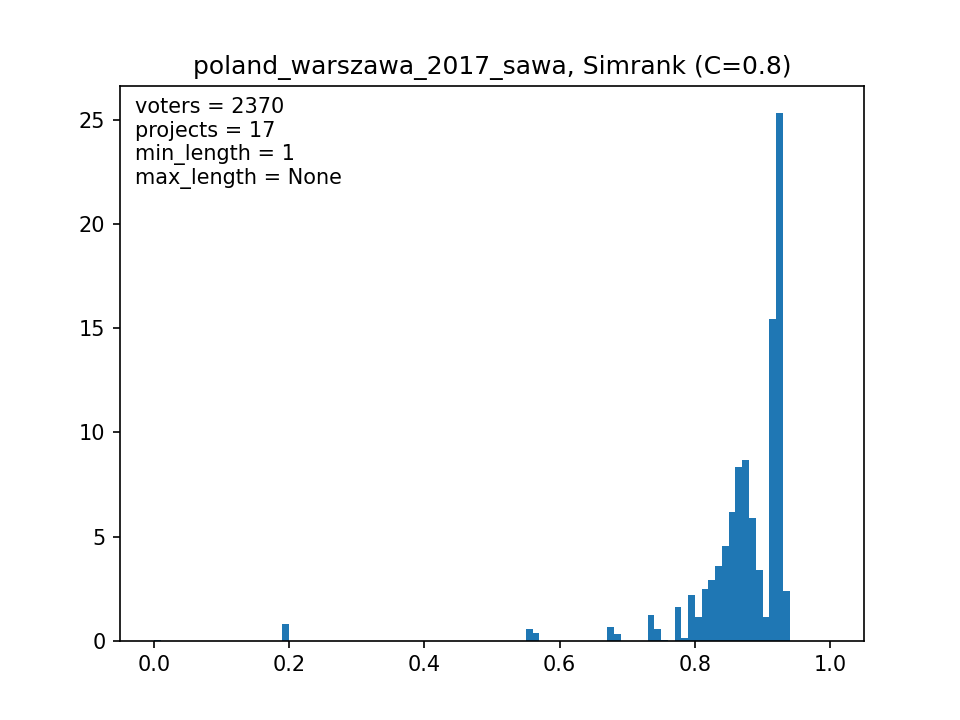 poland_warszawa_2017_sawa, Simrank (C=0.8)
voters = 2370
projects = 17
min_length = 1
max_length = None
25
20
15
10
5
0
0.0 0.2 0.4 0.6 0.8 1.0